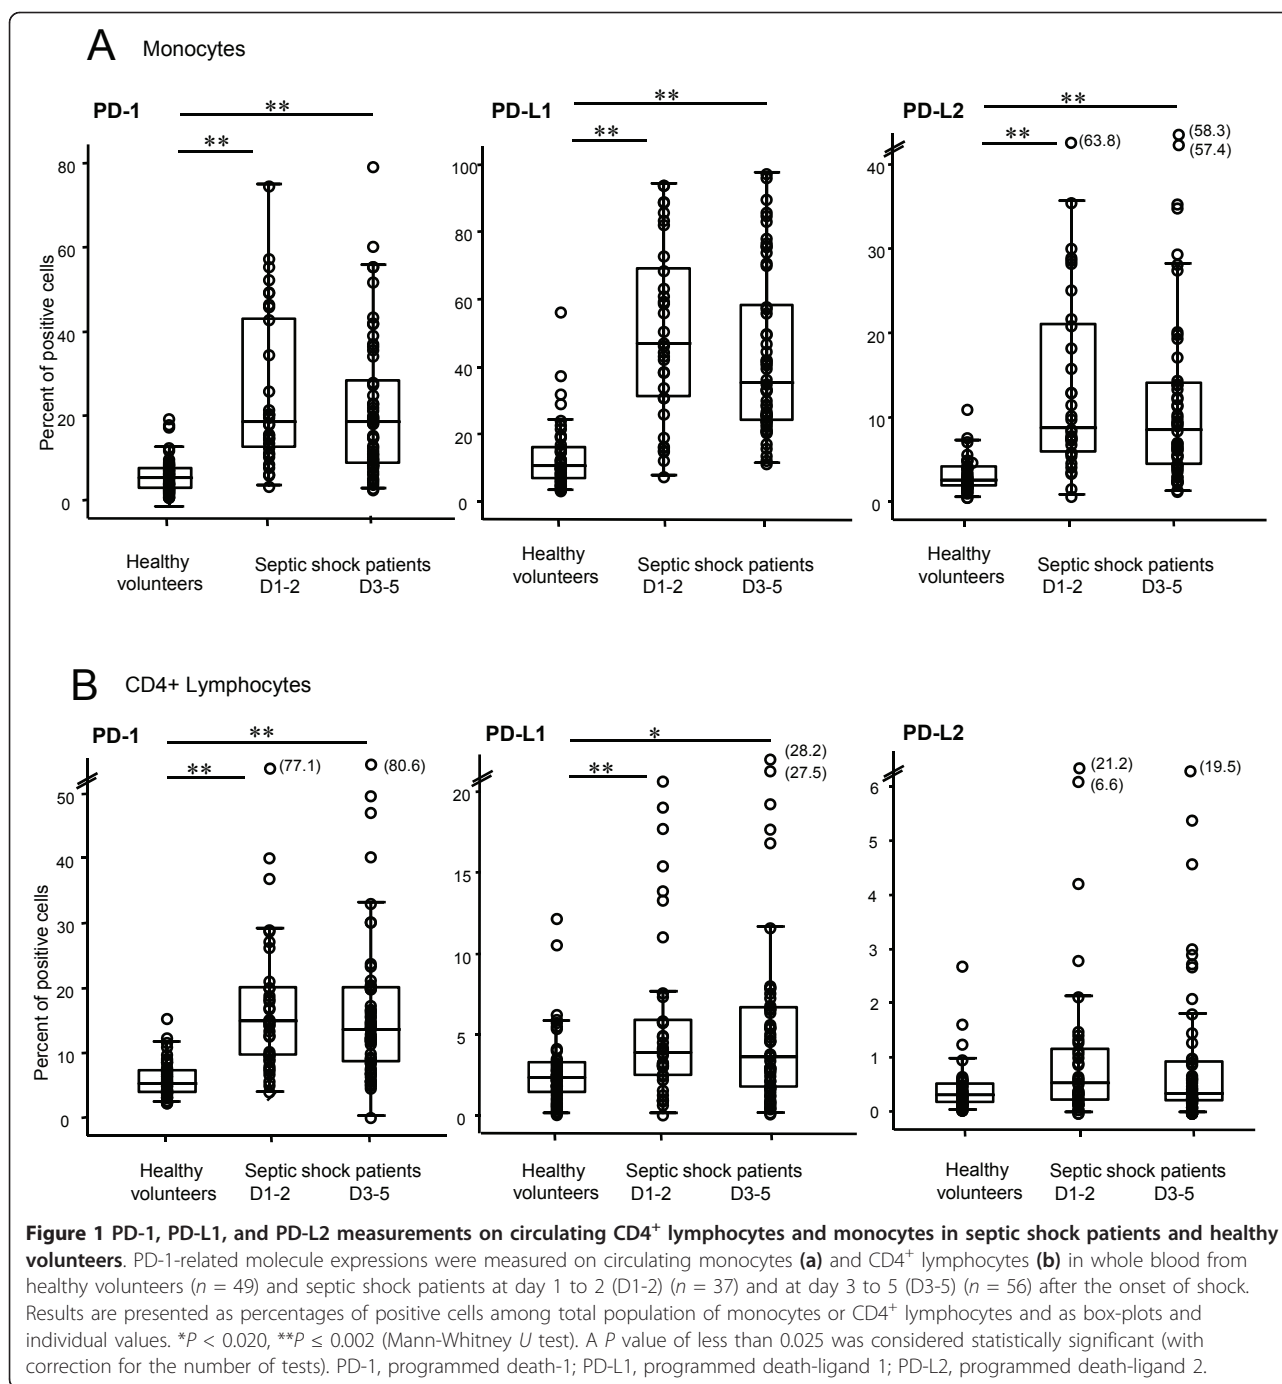 A Monocytes
PD-1
**
**
Percent of positive cells
80
60
40
20
0
Healthy
volunteers
Septic shock patients
D1-2 D3-5
PD-L1
**
**
100
80
60
40
20
0
Healthy
volunteers
Septic shock patients
D1-2 D3-5
PD-L2
**
**
(63.8)
(58.3)
(57.4)
40
30
20
10
0
Healthy
volunteers
Septic shock patients
D1-2 D3-5
B CD4+ Lymphocytes
PD-1
**
**
(77.1)
(80.6)
Percent of positive cells
50
40
30
20
10
0
Healthy
volunteers
Septic shock patients
D1-2 D3-5
PD-L1
*
**
(28.2)
(27.5)
20
15
10
5
0
Healthy
volunteers
Septic shock patients
D1-2 D3-5
PD-L2
(21.2)
(6.6)
(19.5)
6
5
4
3
2
1
0
Healthy
volunteers
Septic shock patients
D1-2 D3-5
Figure 1 PD-1, PD-L1, and PD-L2 measurements on circulating CD4⁺ lymphocytes and monocytes in septic shock patients and healthy
volunteers. PD-1-related molecule expressions were measured on circulating monocytes (a) and CD4⁺ lymphocytes (b) in whole blood from
healthy volunteers (n = 49) and septic shock patients at day 1 to 2 (D1-2) (n = 37) and at day 3 to 5 (D3-5) (n = 56) after the onset of shock.
Results are presented as percentages of positive cells among total population of monocytes or CD4⁺ lymphocytes and as box-plots and
individual values. *P < 0.020, **P ≤ 0.002 (Mann-Whitney U test). A P value of less than 0.025 was considered statistically significant (with
correction for the number of tests). PD-1, programmed death-1; PD-L1, programmed death-ligand 1; PD-L2, programmed death-ligand 2.